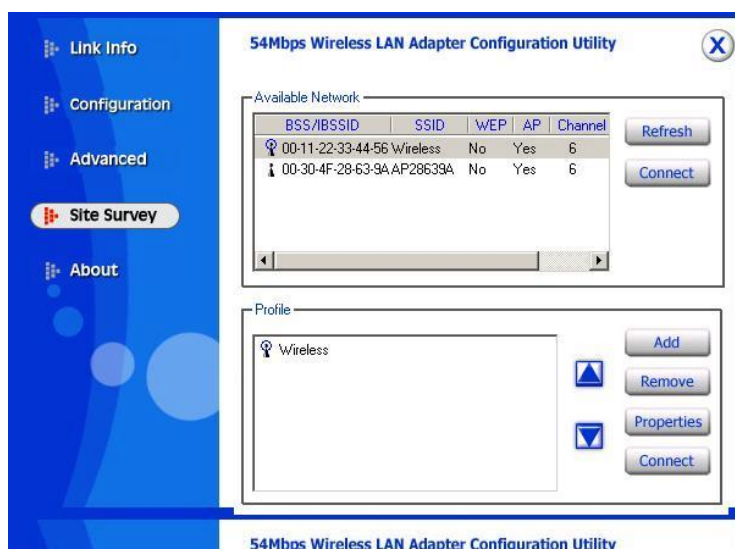 Link Info
Configuration
Advanced
Site Survey
About
54Mbps Wireless LAN Adapter Configuration Utility
X
Available Network
BSS/IBSSID SSID WEP AP Channel
00-11-22-33-44-56 Wireless No Yes 6
00-30-4F-28-63-9A AP28639A No Yes 6
Refresh
Connect
Profile
Wireless
Add
Remove
Properties
Connect
54Mbps Wireless LAN Adapter Configuration Utility